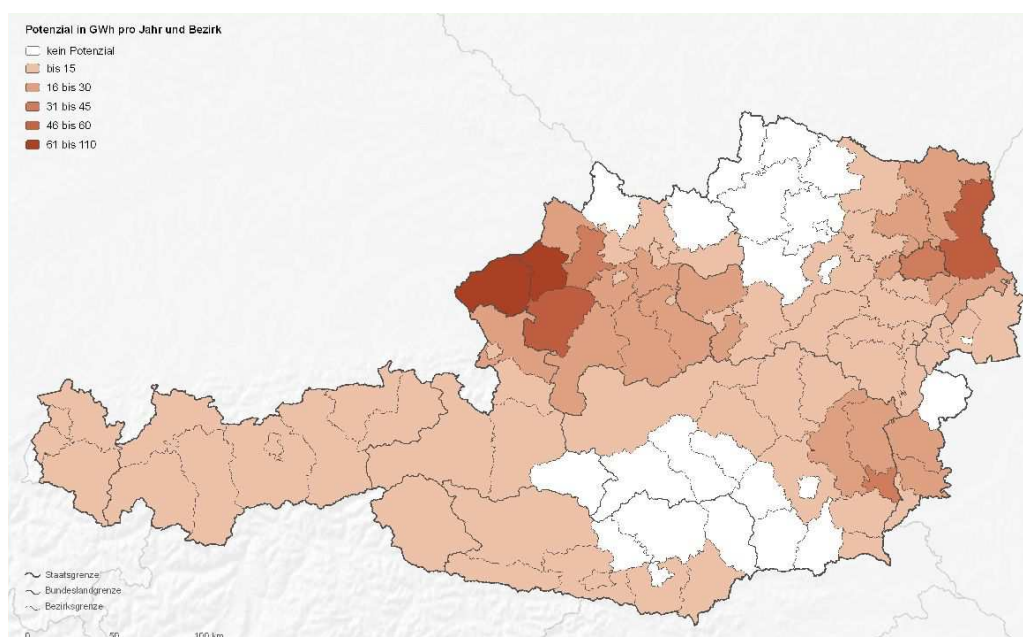 Potenzial in GWh pro Jahr und Bezirk
kein Potenzial
bis 15
16 bis 30
31 bis 45
46 bis 60
61 bis 110
Staatsgrenze
Bundeslandgrenze
Bezirksgrenze
0 50 100 km